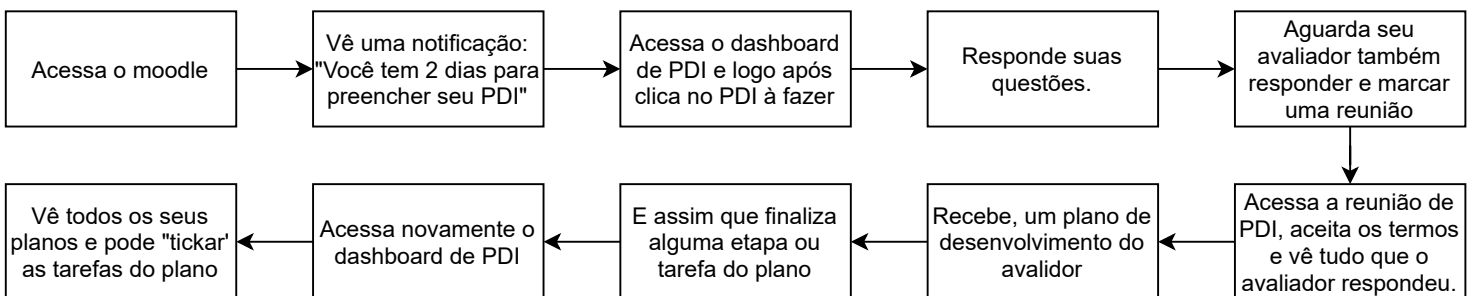 Acessa o moodle
Vê uma notificação:
"Você tem 2 dias para
preencher seu PDI"
Acessa o dashboard
de PDI e logo após
clica no PDI à fazer
Responde suas
questões.
Aguarda seu
avaliador também
responder e marcar
uma reunião
Acessa a reunião de
PDI, aceita os termos
e vê tudo que o
avaliador respondeu.
Recebe, um plano de
desenvolvimento do
avalidor
E assim que finaliza
alguma etapa ou
tarefa do plano
Acessa novamente o
dashboard de PDI
Vê todos os seus
planos e pode "tickar'
as tarefas do plano